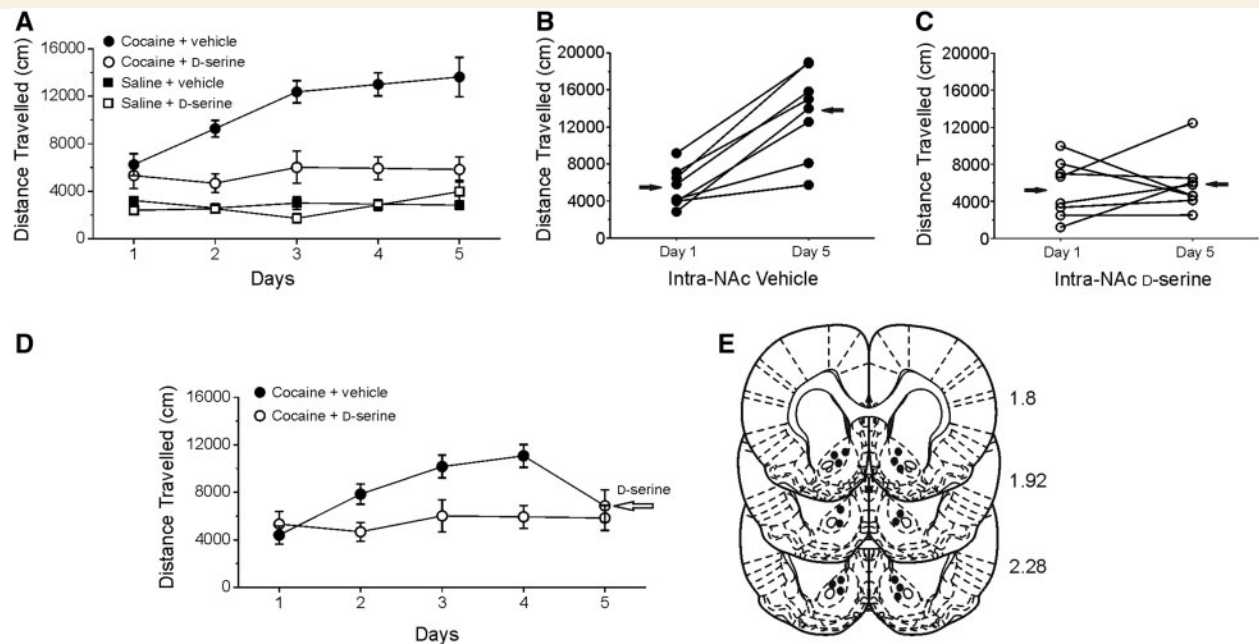 A
Distance Travelled (cm)
16000
12000
8000
4000
0
Cocaine + vehicle
Cocaine + D-serine
Saline + vehicle
Saline + D-serine
1 2 3 4 5
Days
B
Distance Travelled (cm)
20000
16000
12000
8000
4000
0
Day 1 Day 5
Intra-NAc Vehicle
C
Distance Travelled (cm)
20000
16000
12000
8000
4000
0
Day 1 Day 5
Intra-NAc D-serine
D
Distance Travelled (cm)
16000
12000
8000
4000
0
Cocaine + vehicle
Cocaine + D-serine
D-serine
1 2 3 4 5
Days
E
1.8
1.92
2.28